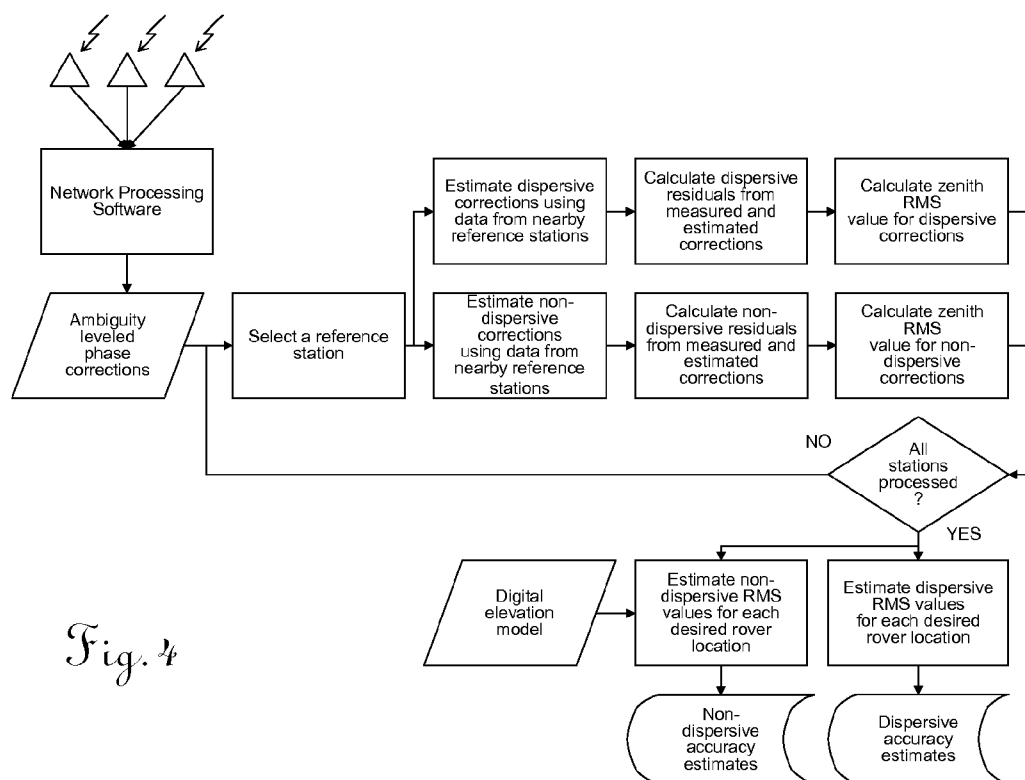 Network Processing
Software
Ambiguity
leveled
phase
corrections
Select a reference
station
Estimate dispersive
corrections using
data from nearby
reference stations
Calculate dispersive
residuals from
measured and
estimated
corrections
Calculate zenith
RMS
value for dispersive
corrections
Estimate non-
dispersive
corrections
using data from
nearby reference
stations
Calculate non-
dispersive residuals
from measured and
estimated
corrections
Calculate zenith
RMS
value for non-
dispersive
corrections
NO
All
stations
processed
?
YES
Digital
elevation
model
Estimate non-
dispersive RMS
values for each
desired rover
location
Estimate dispersive
RMS values
for each desired
rover location
Non-
dispersive
accuracy
estimates
Dispersive
accuracy
estimates
Fig. 4